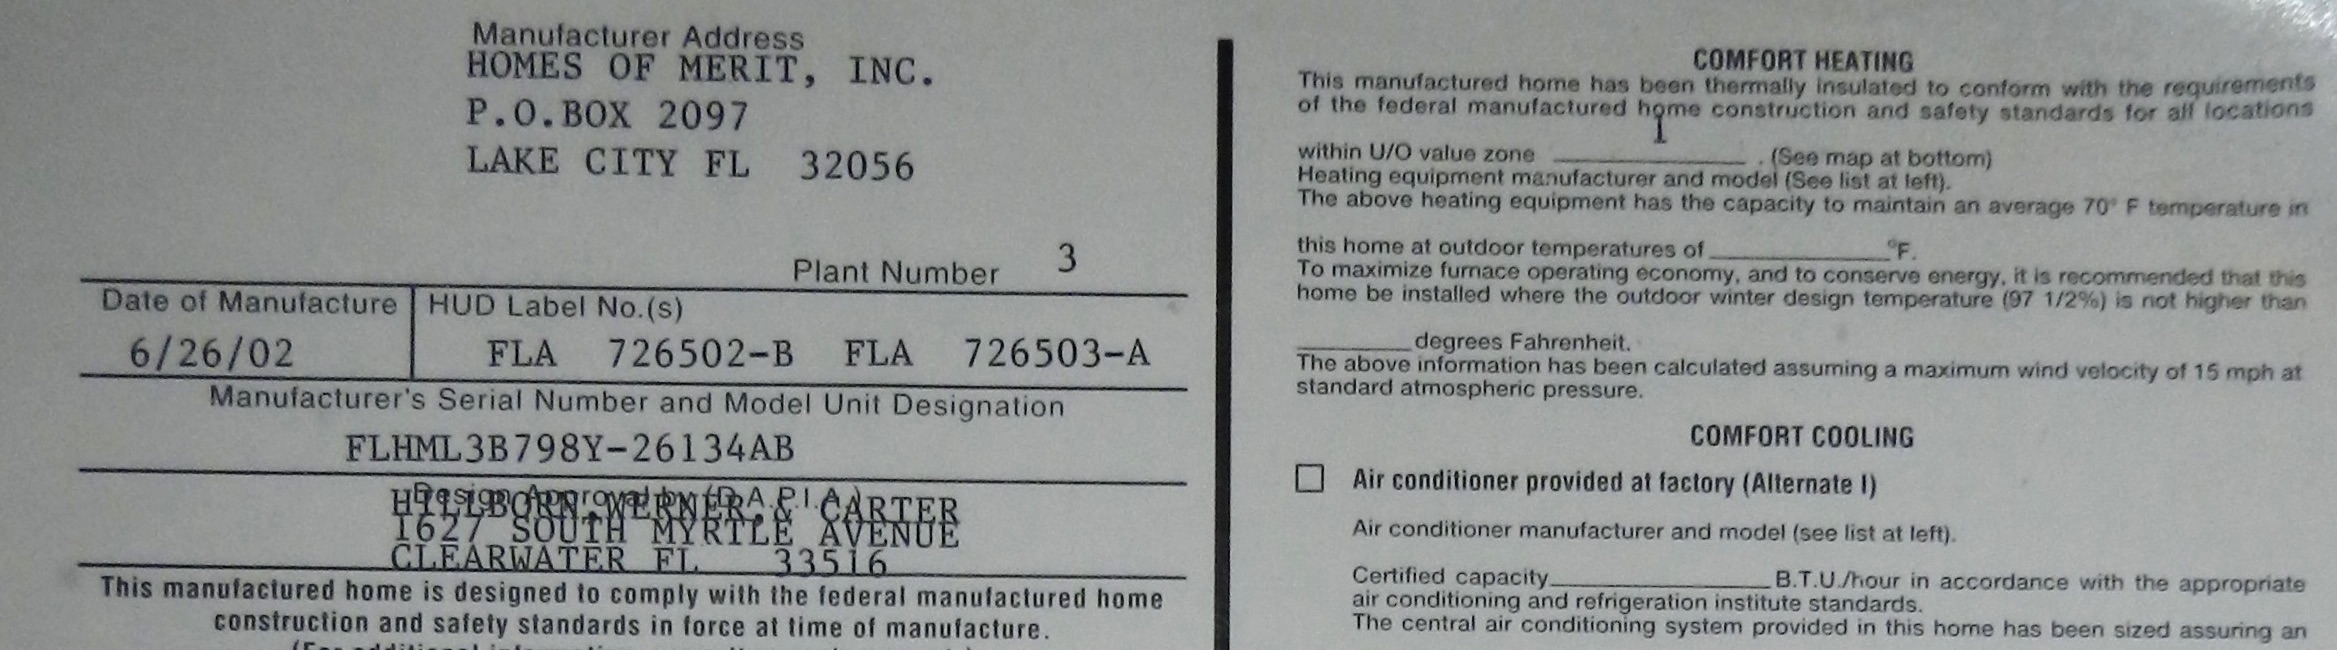 Manufacturer Address
HOMES OF MERIT, INC.
P.O.BOX 2097
LAKE CITY FL 32056
Plant Number 3
Date of Manufacture HUD Label No.(s)
6/26/02 FLA 726502-B FLA 726503-A
Manufacturer's Serial Number and Model Unit Designation
FLHML3B798Y-26134AB
Design Approval by (D.A.P.I.A.)
HILLBORN, WERNER, & CARTER
1627 SOUTH MYRTLE AVENUE
CLEARWATER FL 33516
This manufactured home is designed to comply with the federal manufactured home
construction and safety standards in force at time of manufacture.
COMFORT HEATING
This manufactured home has been thermally insulated to conform with the requirements
of the federal manufactured home construction and safety standards for all locations
within U/O value zone I . (See map at bottom)
Heating equipment manufacturer and model (See list at left).
The above heating equipment has the capacity to maintain an average 70° F temperature in
this home at outdoor temperatures of ____________ °F.
To maximize furnace operating economy, and to conserve energy, it is recommended that this
home be installed where the outdoor winter design temperature (97 1/2%) is not higher than
________ degrees Fahrenheit.
The above information has been calculated assuming a maximum wind velocity of 15 mph at
standard atmospheric pressure.
COMFORT COOLING
Air conditioner provided at factory (Alternate I)
Air conditioner manufacturer and model (see list at left).
Certified capacity ______________ B.T.U./hour in accordance with the appropriate
air conditioning and refrigeration institute standards.
The central air conditioning system provided in this home has been sized assuring an